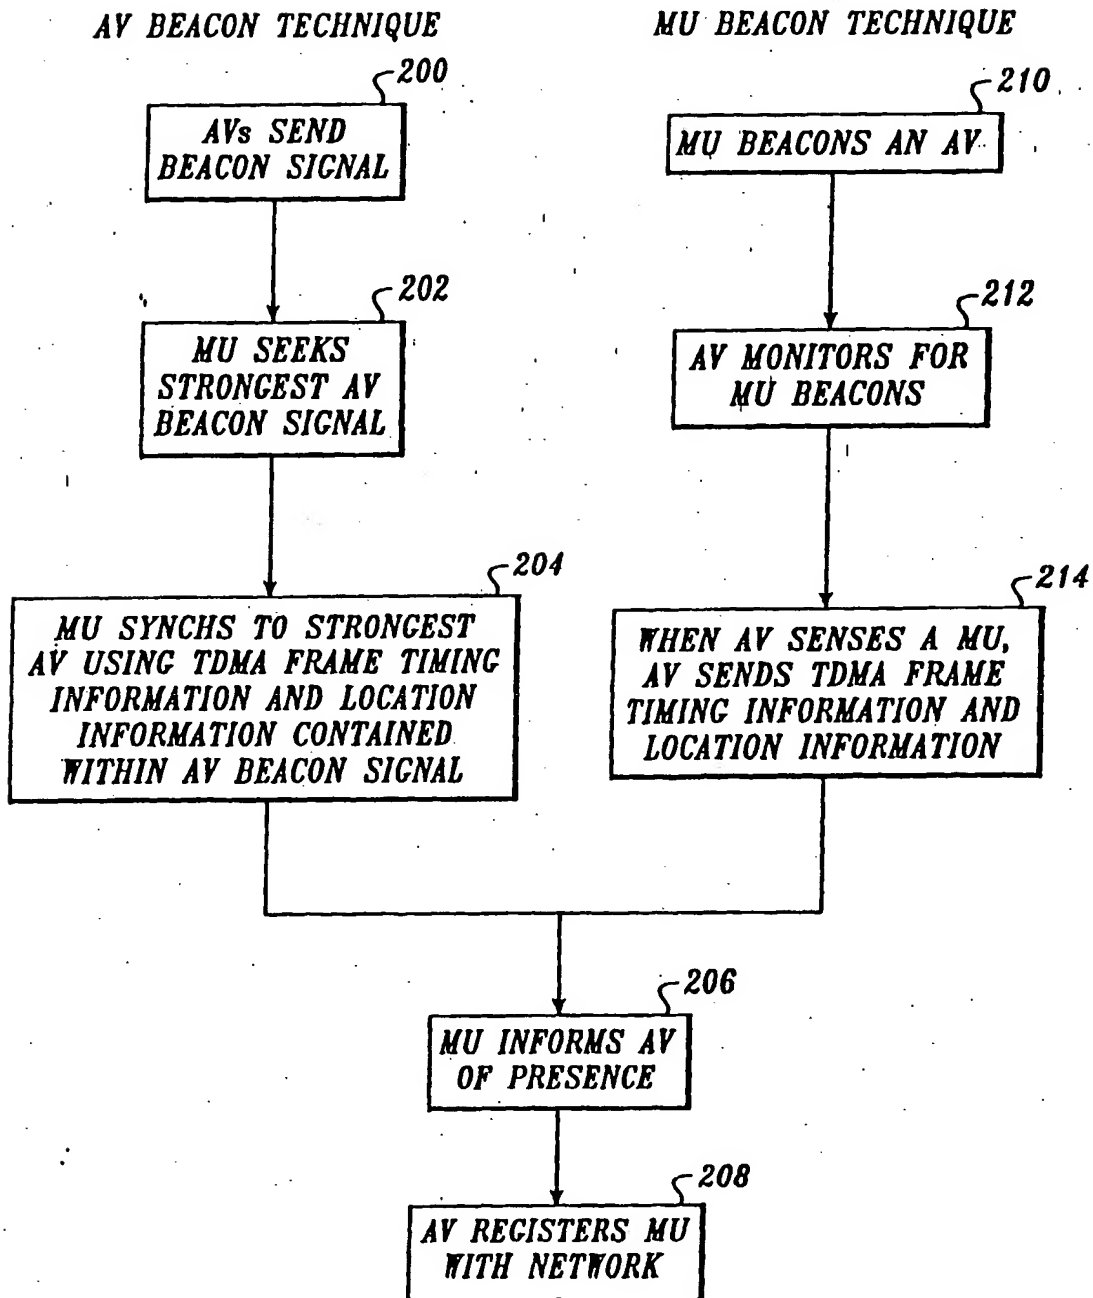 AV BEACON TECHNIQUE
MU BEACON TECHNIQUE
200
AVs SEND
BEACON SIGNAL
210
MU BEACONS AN AV
202
MU SEEKS
STRONGEST AV
BEACON SIGNAL
212
AV MONITORS FOR
MU BEACONS
204
MU SYNCHS TO STRONGEST
AV USING TDMA FRAME TIMING
INFORMATION AND LOCATION
INFORMATION CONTAINED
WITHIN AV BEACON SIGNAL
214
WHEN AV SENSES A MU,
AV SENDS TDMA FRAME
TIMING INFORMATION AND
LOCATION INFORMATION
206
MU INFORMS AV
OF PRESENCE
208
AV REGISTERS MU
WITH NETWORK